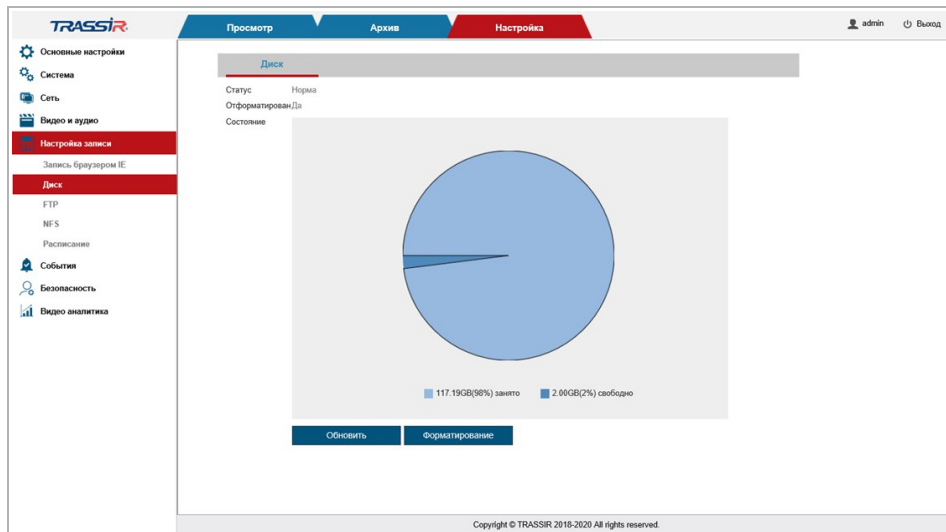 TRASSIR
Просмотр
Архив
Настройка
admin
Выход
Основные настройки
Система
Сеть
Видео и аудио
Настройка записи
Запись браузером IE
Диск
FTP
NFS
Расписание
События
Безопасность
Видео аналитика
Диск
Статус Норма
Отформатирован Да
Состояние
117.19GB(98%) занято
2.00GB(2%) свободно
Обновить
Форматирование
Copyright © TRASSIR 2018-2020 All rights reserved.